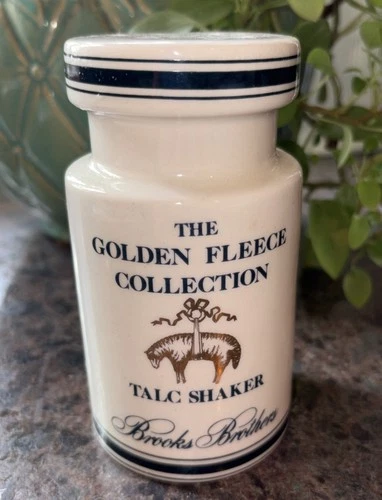 THE
GOLDEN FLEECE
COLLECTION
TALC SHAKER
Brooks Brothers